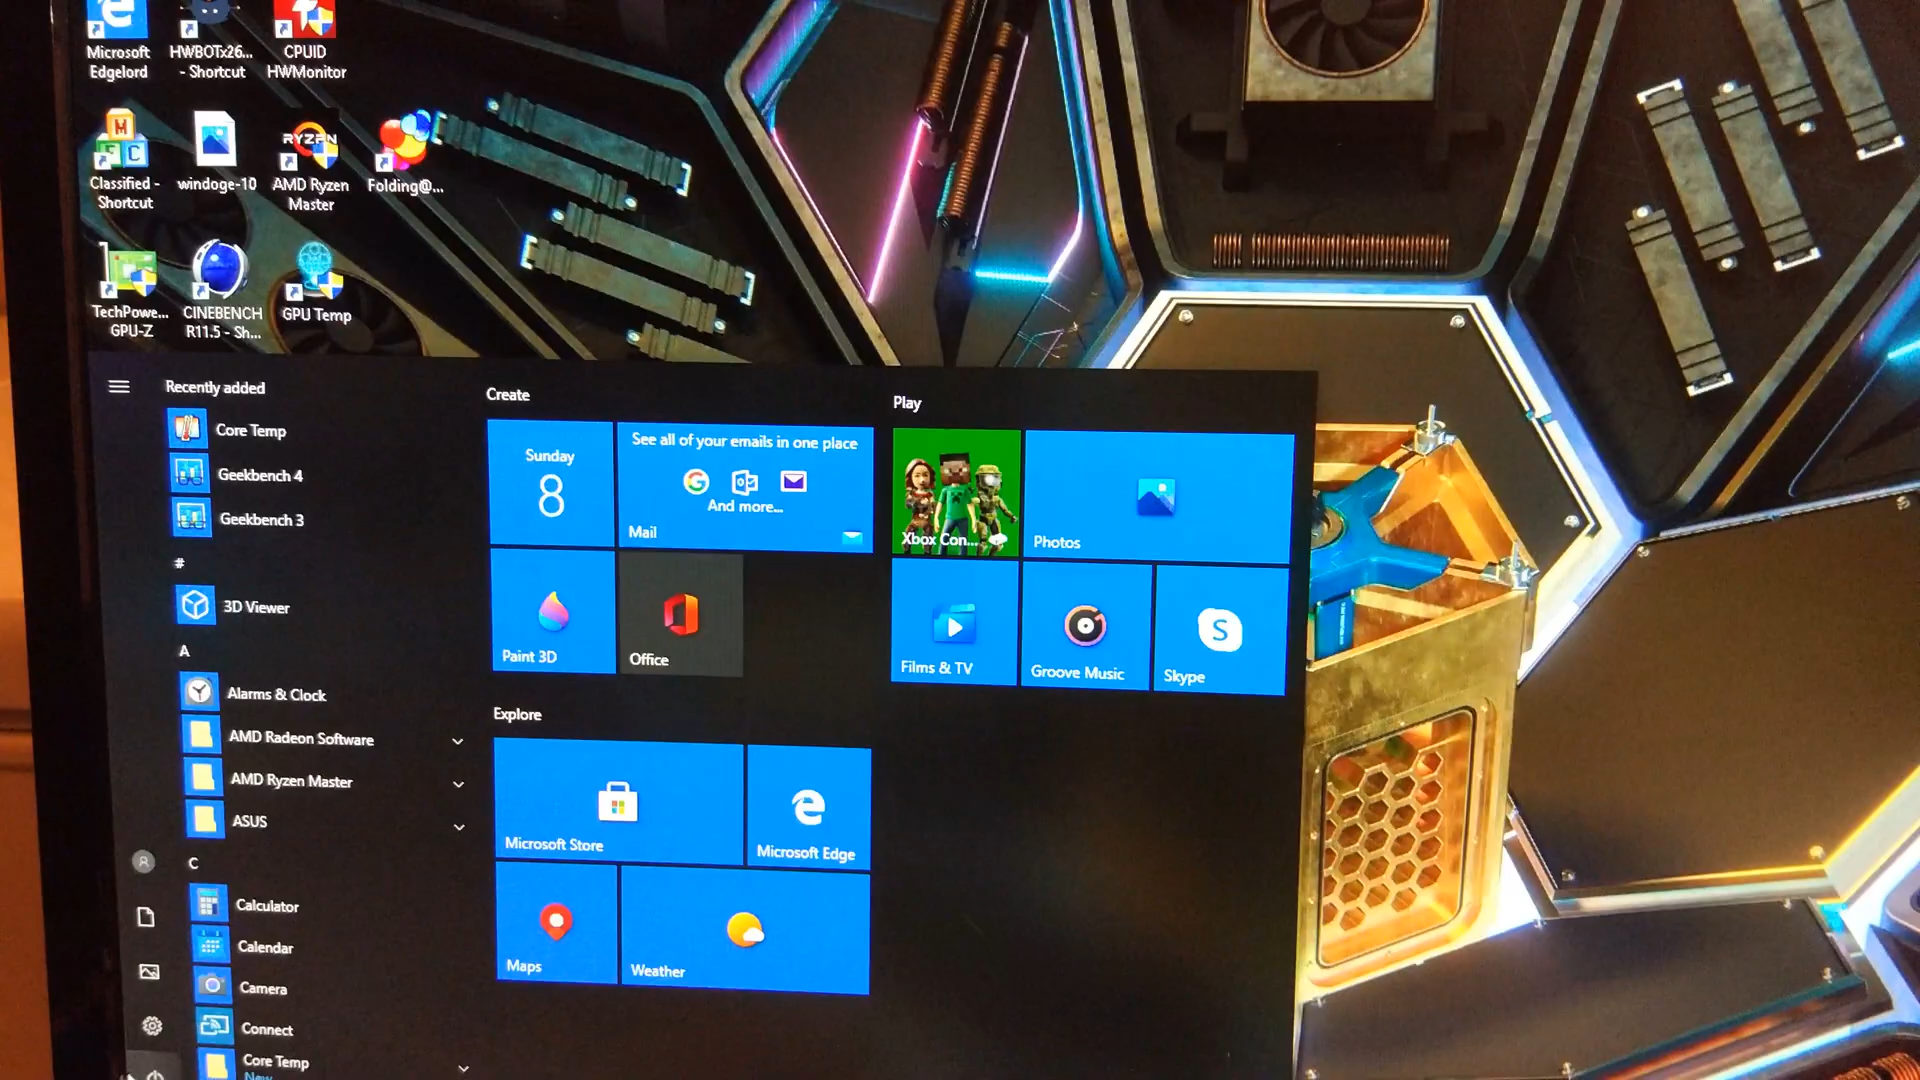 Microsoft
Edgelord
HWBOTx26...
- Shortcut
CPUID
HWMonitor
Classified -
Shortcut
windoge-10
RYZEN
AMD Ryzen
Master
Folding@...
TechPowe...
GPU-Z
CINEBENCH
R11.5 - Sh...
GPU Temp
Recently added
Core Temp
Geekbench 4
Geekbench 3
#
3D Viewer
A
Alarms & Clock
AMD Radeon Software
AMD Ryzen Master
ASUS
C
Calculator
Calendar
Camera
Connect
Core Temp
New
Create
Sunday
8
See all of your emails in one place
And more...
Mail
Paint 3D
Office
Explore
Microsoft Store
Microsoft Edge
Maps
Weather
Play
Xbox Con...
Photos
Films & TV
Groove Music
Skype